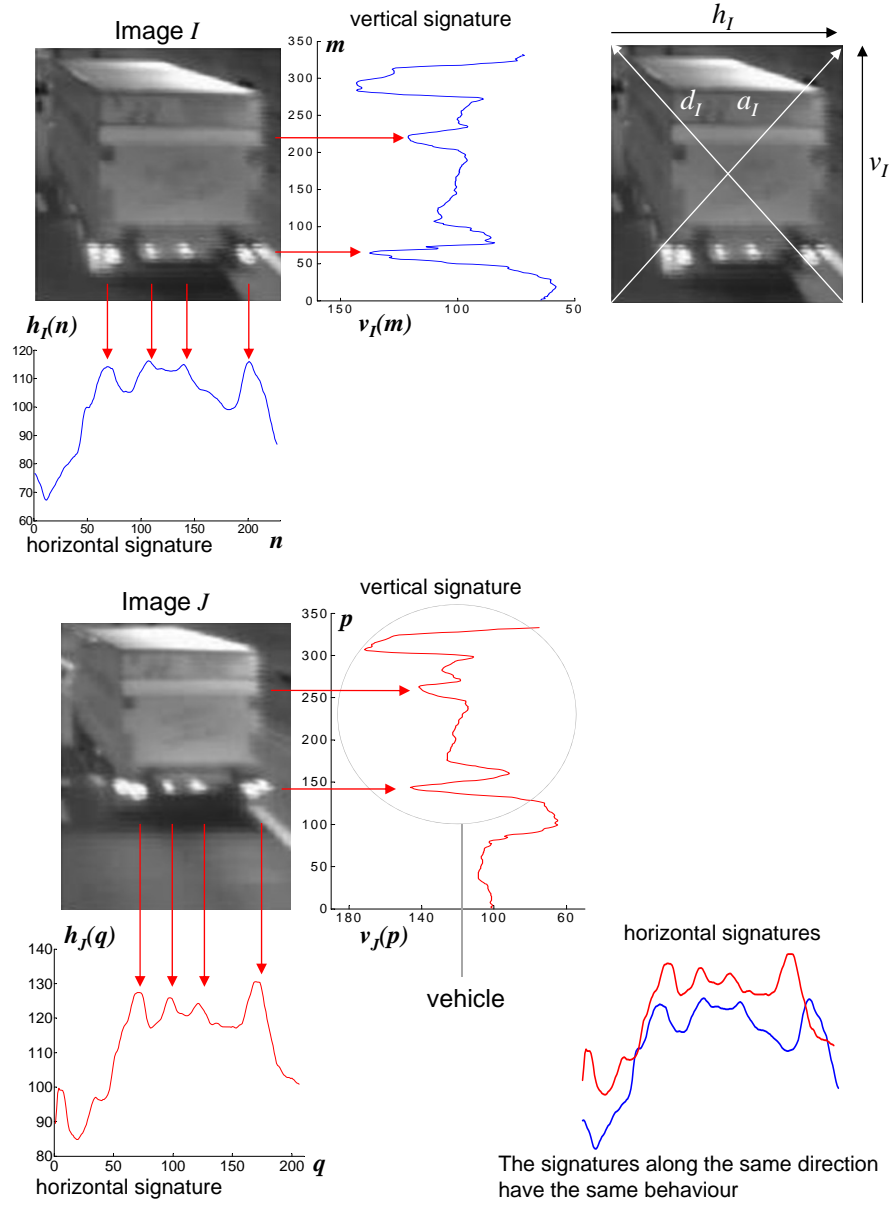 Image I
vertical signature
350
m
300
250
200
150
100
50
0
150
100
50
v_I(m)
h_I
d_I
a_I
v_I
h_I(n)
120
110
100
90
80
70
60
0
50
100
150
200
horizontal signature
n
Image J
vertical signature
350
p
300
250
200
150
100
50
0
180
140
100
60
h_J(q)
v_J(p)
vehicle
140
130
120
110
100
90
80
0
50
100
150
200
q
horizontal signature
horizontal signatures
The signatures along the same direction
have the same behaviour